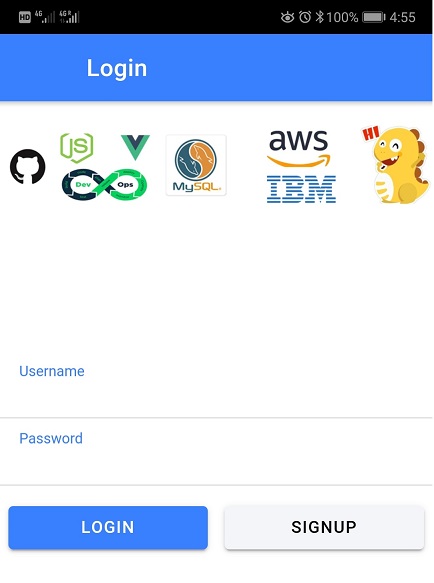 HD 4G 4G R 100% 4:55
Login
JS
Dev Ops
MySQL
aws
IBM
HI
Username
Password
LOGIN
SIGNUP